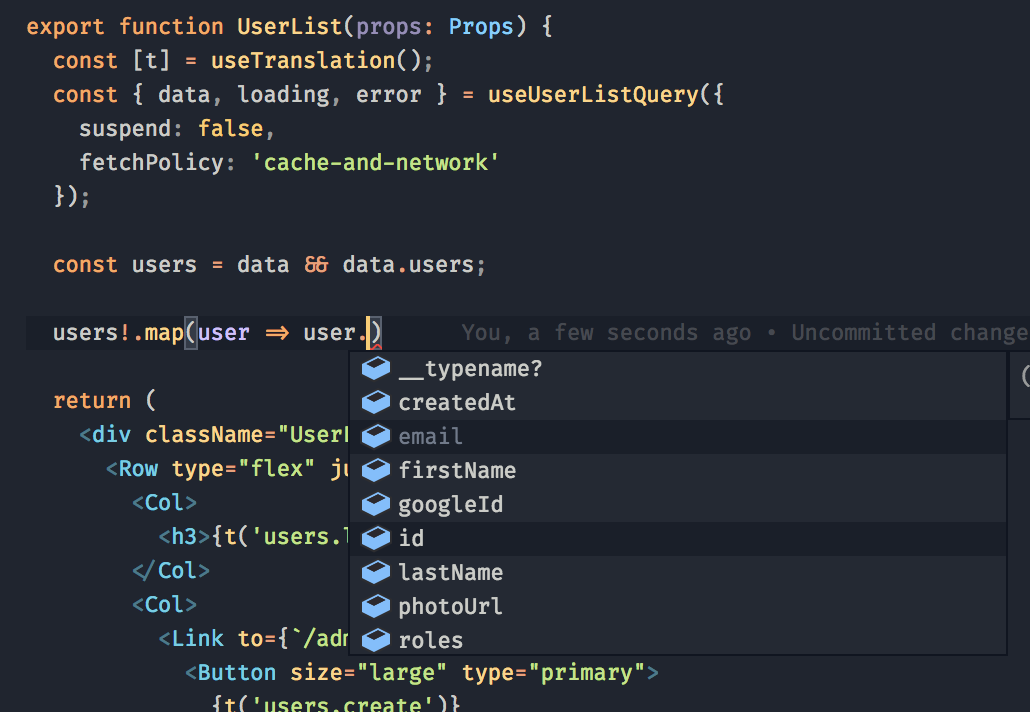 export function UserList(props: Props) {
  const [t] = useTranslation();
  const { data, loading, error } = useUserListQuery({
    suspend: false,
    fetchPolicy: 'cache-and-network'
  });

  const users = data && data.users;

  users!.map(user => user.) You, a few seconds ago • Uncommitted change
__typename?
createdAt
email
firstName
googleId
id
lastName
photoUrl
roles
  return (
    <div className="User
      <Row type="flex" ju
        <Col>
          <h3>{t('users.
        </Col>
        <Col>
          <Link to={`/adm
            <Button size="large" type="primary">
              {t('users.create')}